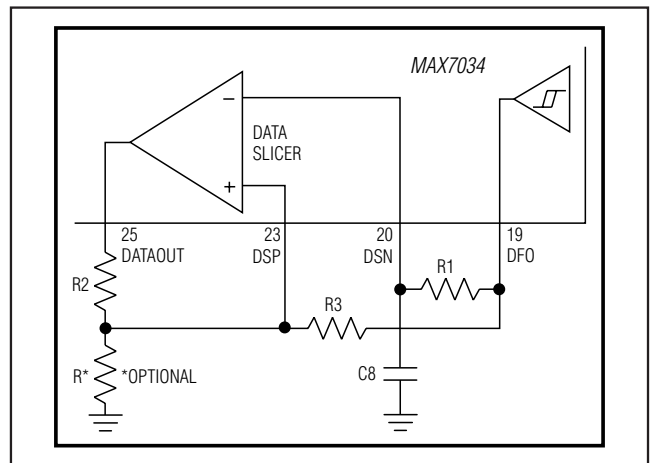 MAX7034
−
DATA
SLICER
+
25
DATAOUT
23
DSP
20
DSN
19
DFO
R1
R2
R3
R*
*OPTIONAL
C8